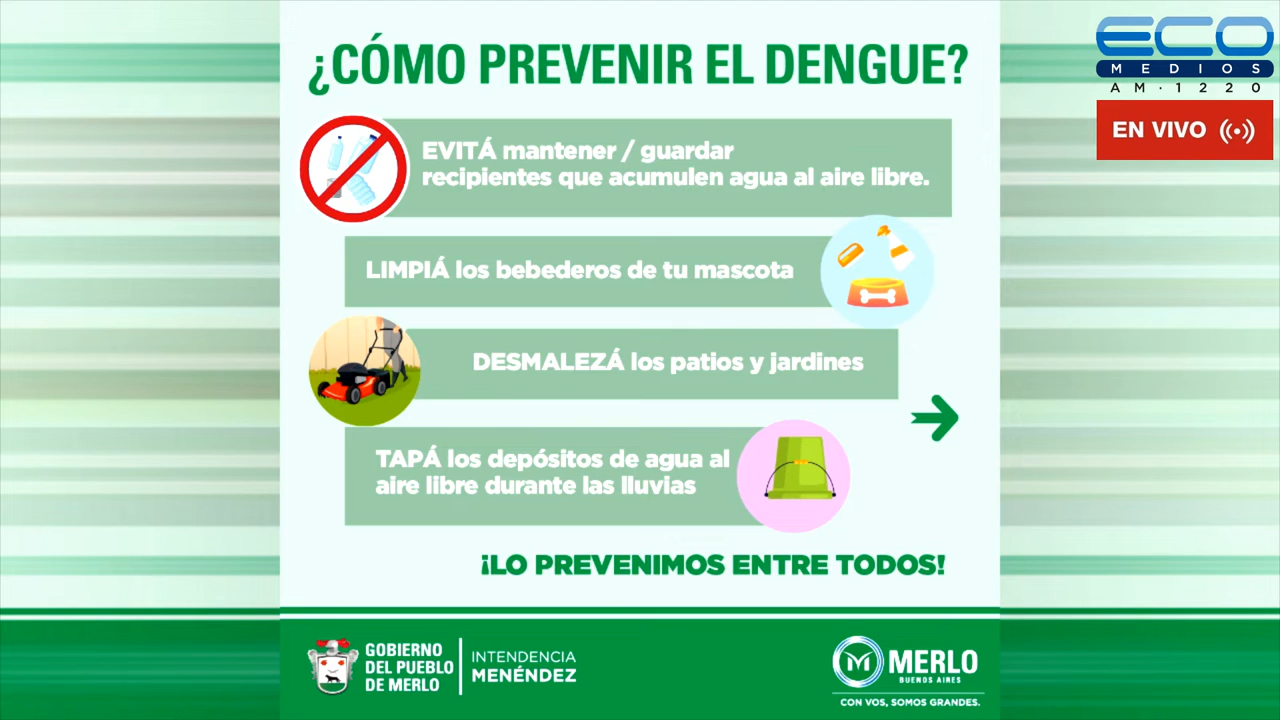 ¿CÓMO PREVENIR EL DENGUE?
ECO
MEDIOS
AM·1220
EN VIVO
EVITÁ mantener / guardar
recipientes que acumulen agua al aire libre.
LIMPIÁ los bebederos de tu mascota
DESMALEZÁ los patios y jardines
TAPÁ los depósitos de agua al
aire libre durante las lluvias
¡LO PREVENIMOS ENTRE TODOS!
GOBIERNO
DEL PUEBLO
DE MERLO
INTENDENCIA
MENÉNDEZ
MERLO
BUENOS AIRES
CON VOS, SOMOS GRANDES.